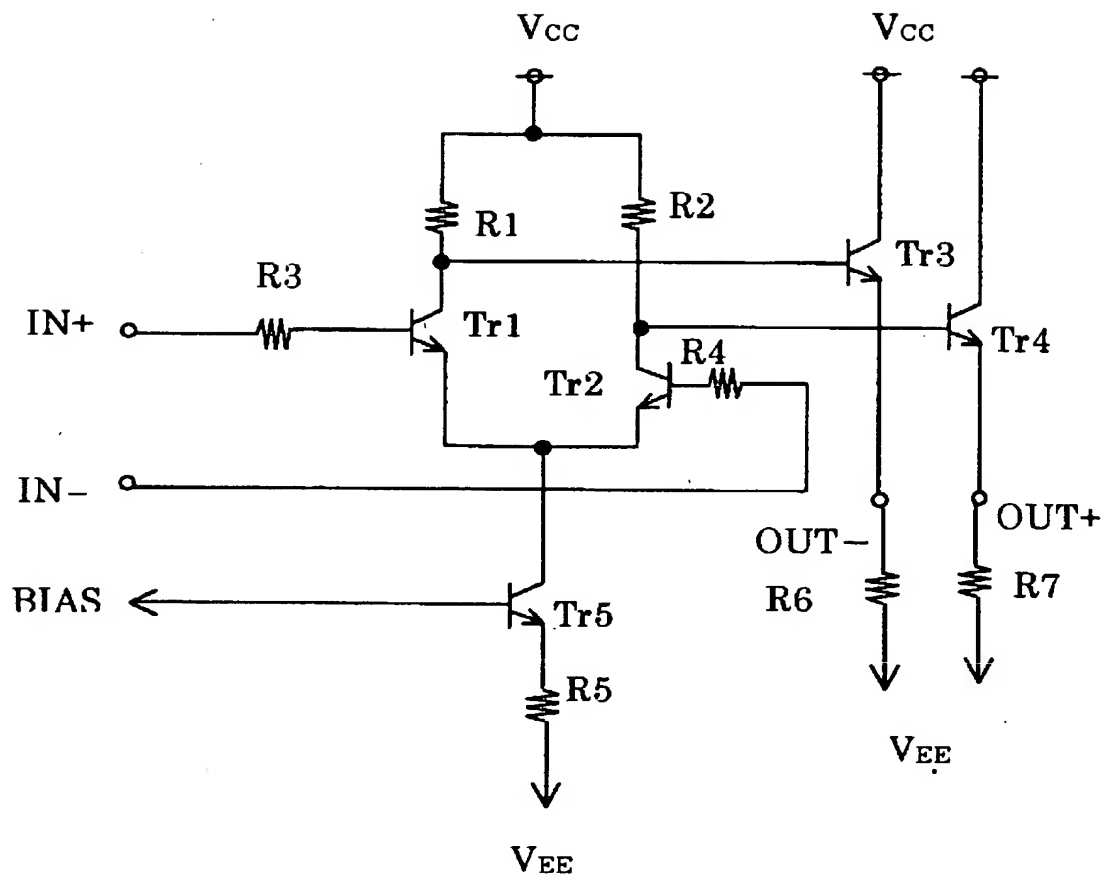 VCC
VCC
R1
R2
Tr3
R3
IN+
Tr1
Tr4
R4
Tr2
IN−
OUT+
OUT−
R7
R6
BIAS
Tr5
R5
VEE
VEE